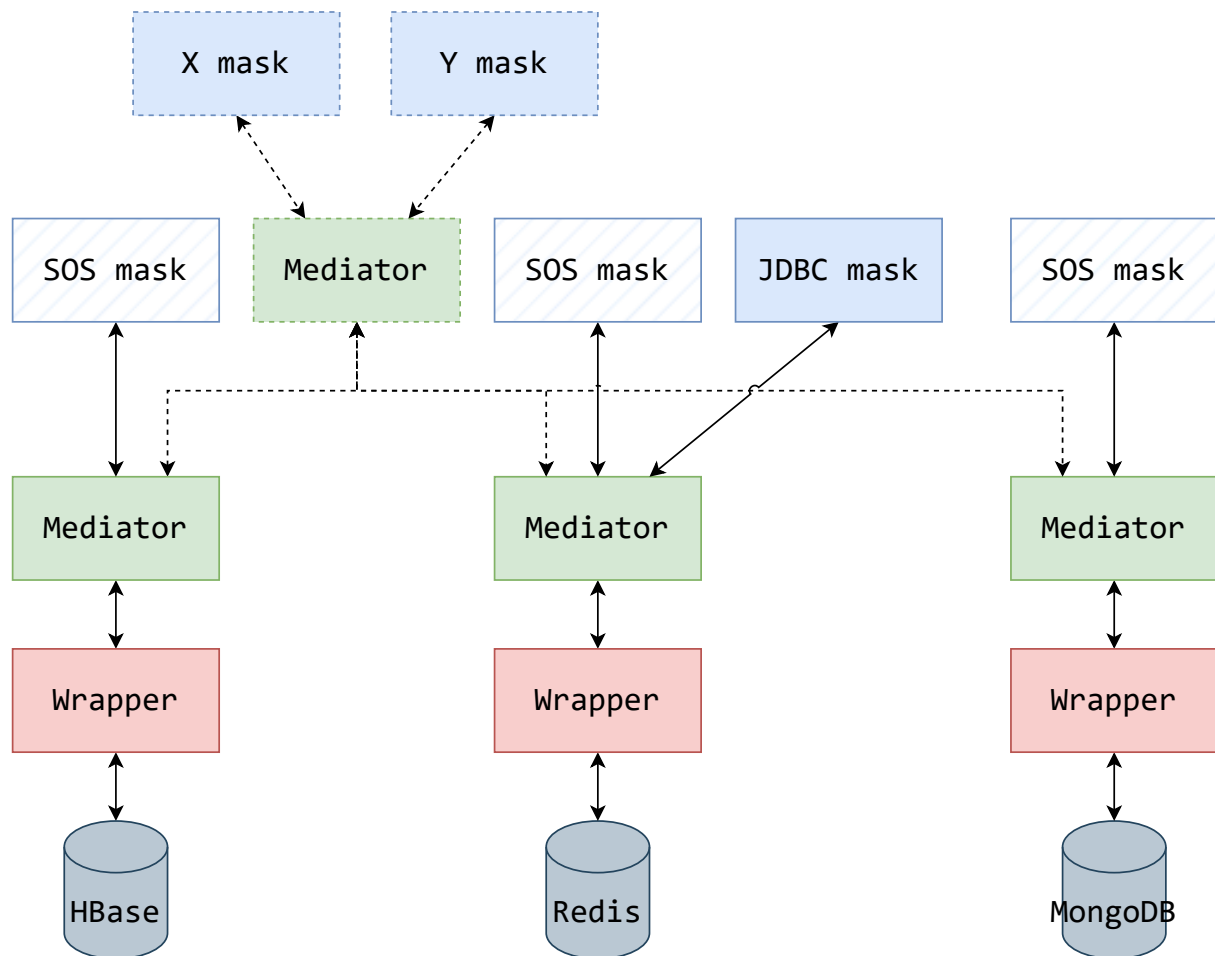 X mask
Y mask
SOS mask
Mediator
SOS mask
JDBC mask
SOS mask
Mediator
Mediator
Mediator
Wrapper
Wrapper
Wrapper
HBase
Redis
MongoDB